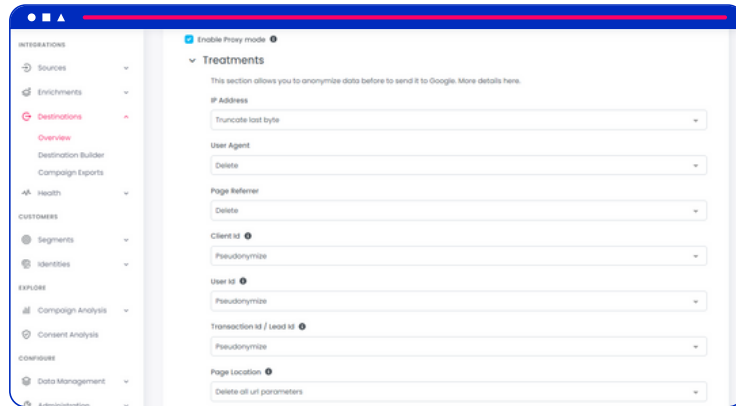 INTEGRATIONS
Sources
Enrichments
Destinations
Overview
Destination Builder
Campaign Exports
Health
CUSTOMERS
Segments
Identities
EXPLORE
Campaign Analysis
Consent Analysis
CONFIGURE
Data Management
Administration
Enable Proxy mode
Treatments
This section allows you to anonymize data before to send it to Google. More details here.
IP Address
Truncate last byte
User Agent
Delete
Page Referrer
Delete
Client Id
Pseudonymize
User Id
Pseudonymize
Transaction Id / Lead Id
Pseudonymize
Page Location
Delete all url parameters